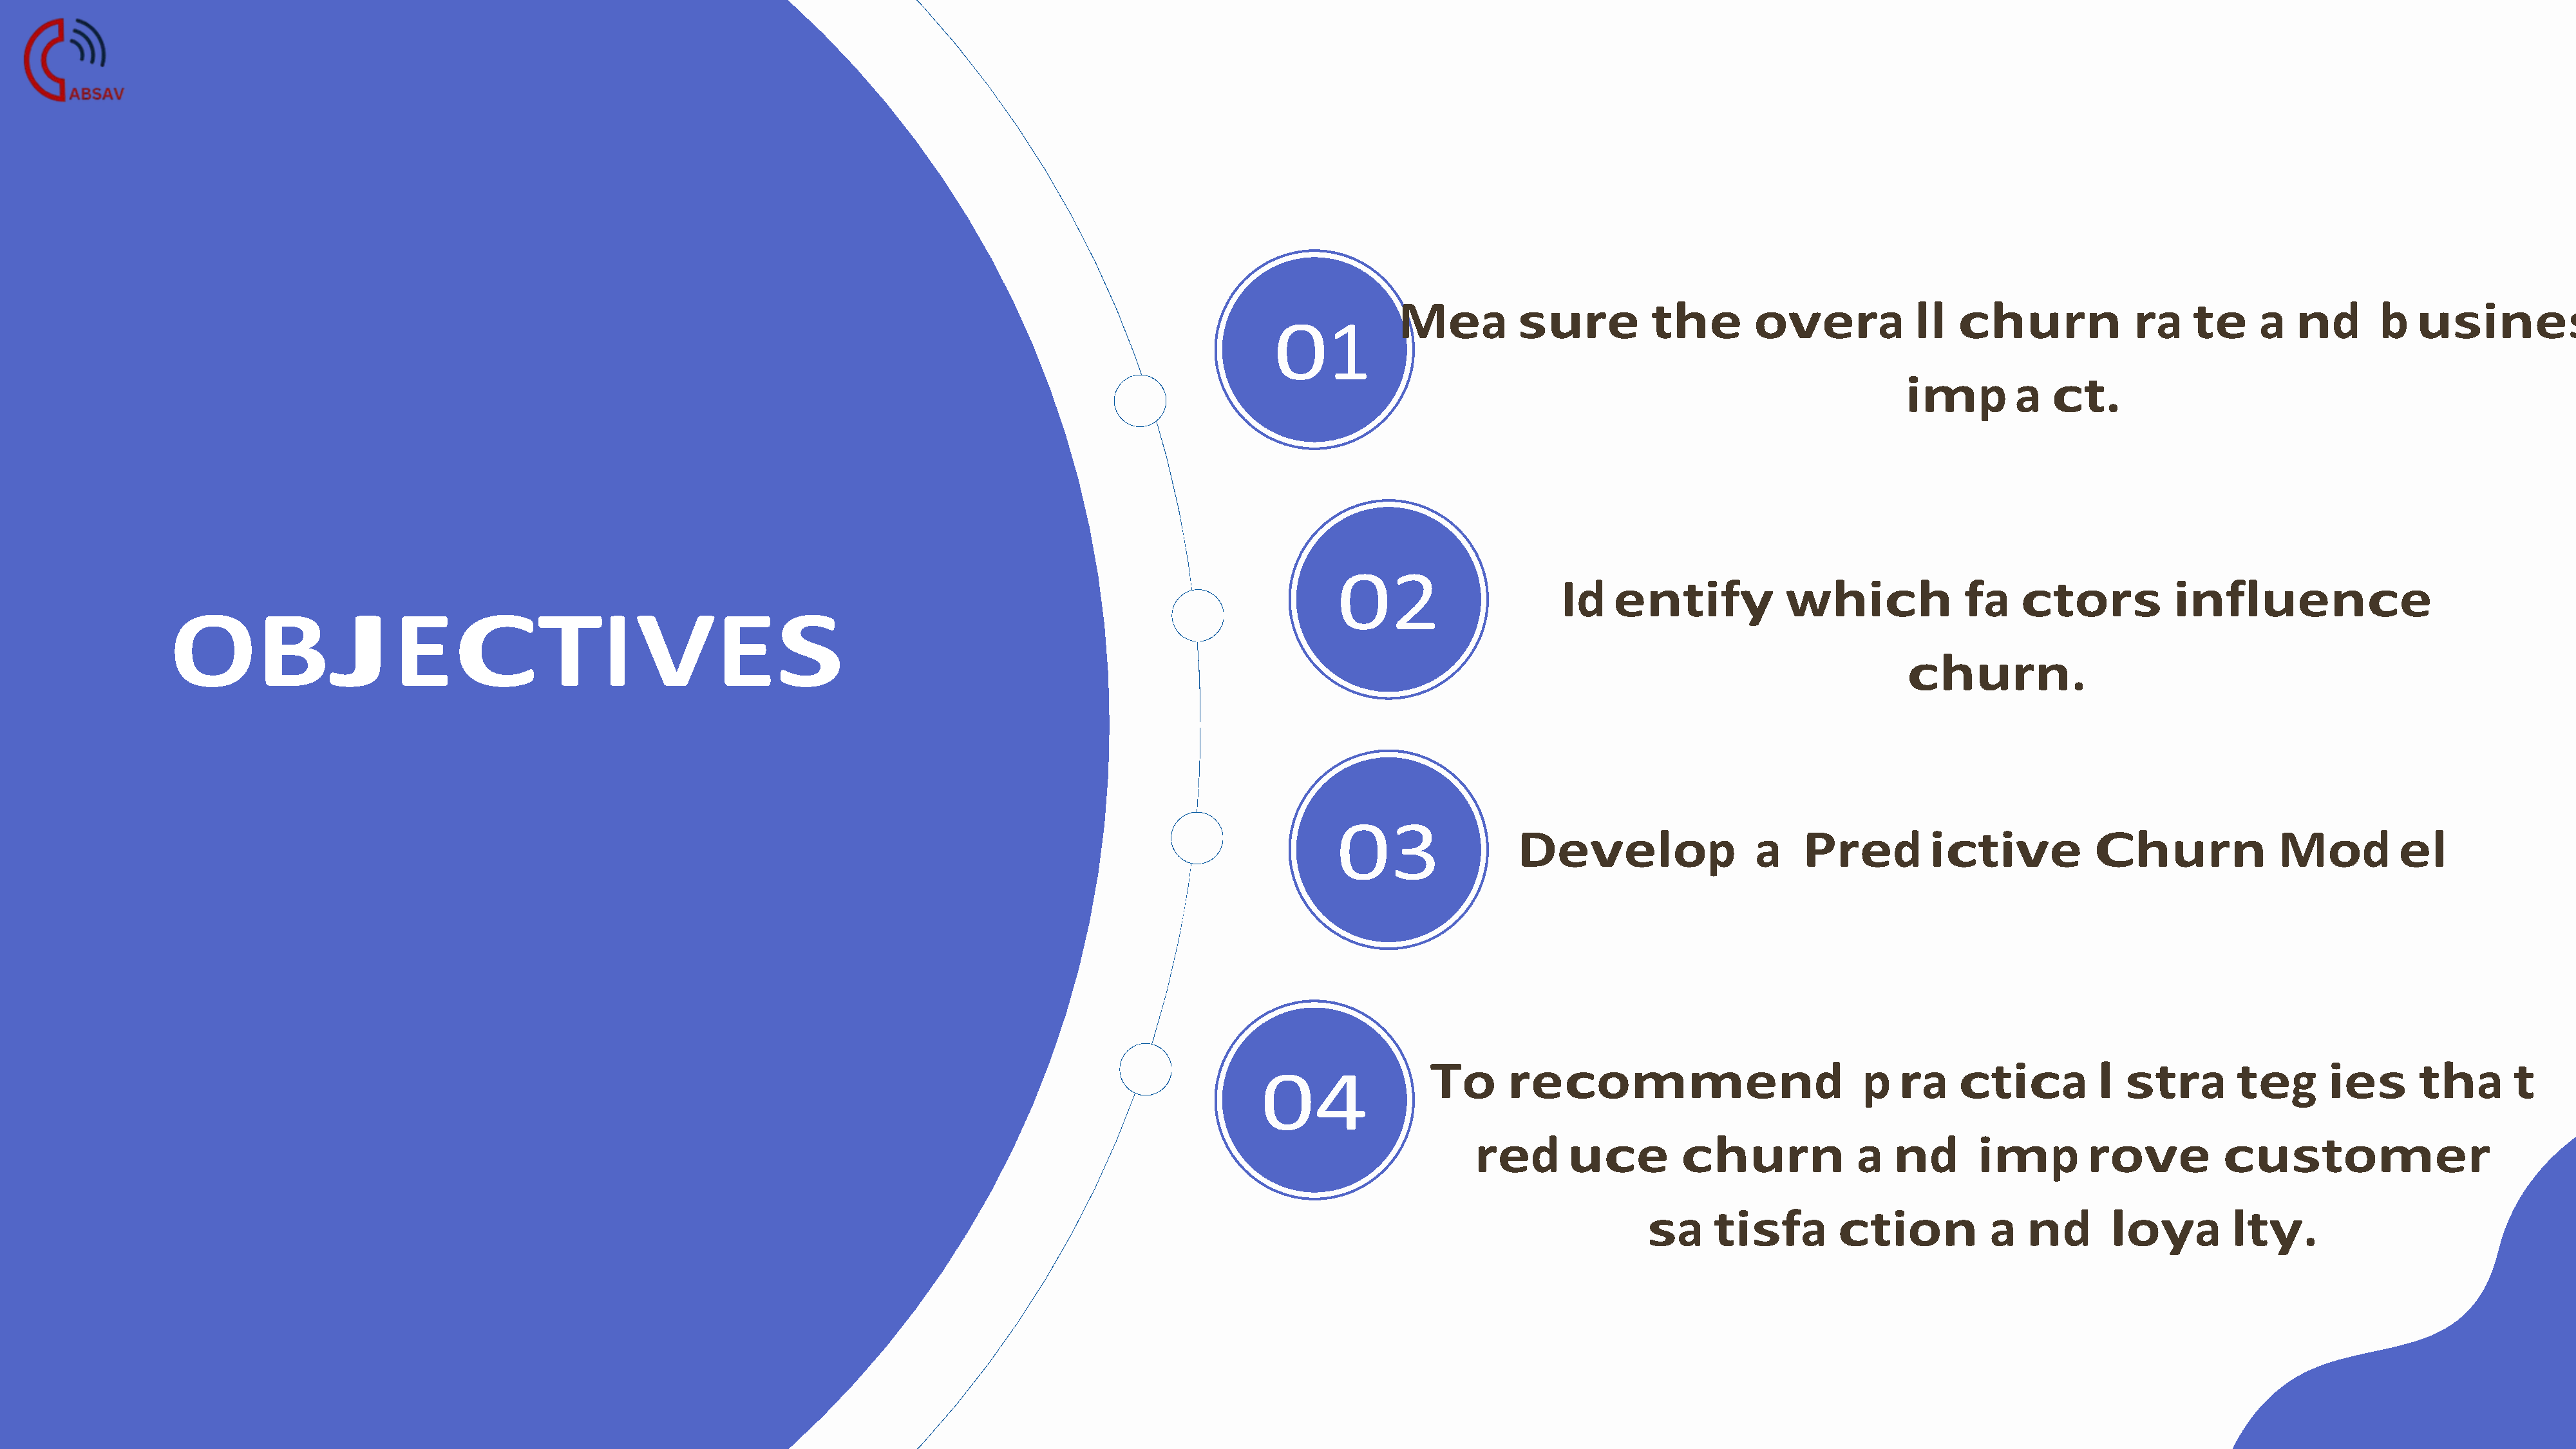 ABSAV
OBJECTIVES
01
Measure the overall churn rate and busines
impact.
02
Identify which factors influence
churn.
03
Develop a Predictive Churn Model
04
To recommend practical strategies that
reduce churn and improve customer
satisfaction and loyalty.